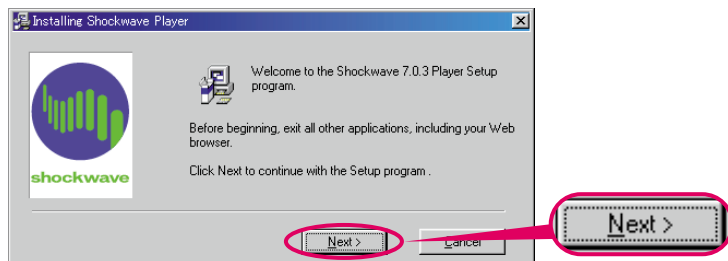 Installing Shockwave Player
Welcome to the Shockwave 7.0.3 Player Setup
program.
Before beginning, exit all other applications, including your Web
browser.
Click Next to continue with the Setup program .
shockwave
Next >
Cancel
Next >